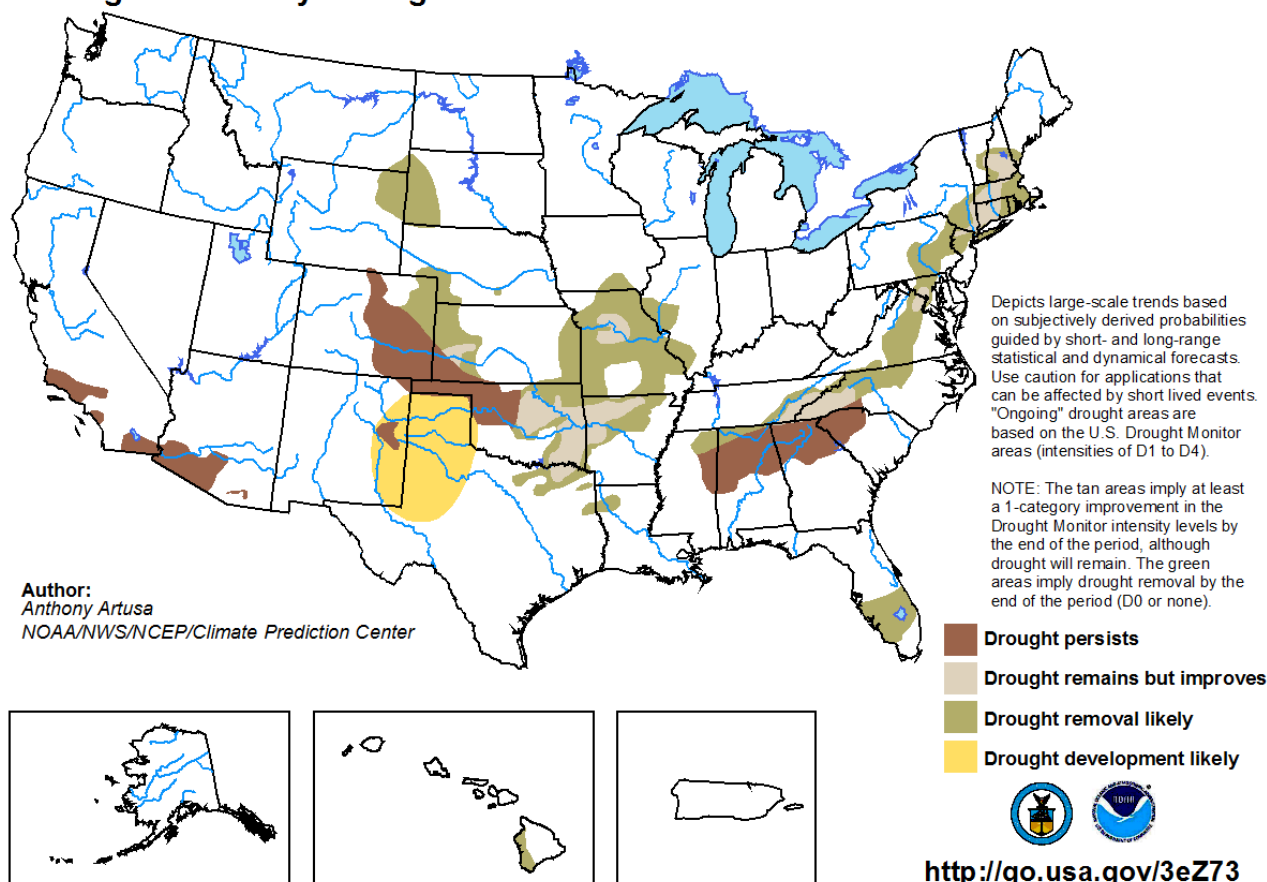 Depicts large-scale trends based
on subjectively derived probabilities
guided by short- and long-range
statistical and dynamical forecasts.
Use caution for applications that
can be affected by short lived events.
"Ongoing" drought areas are
based on the U.S. Drought Monitor
areas (intensities of D1 to D4).
NOTE: The tan areas imply at least
a 1-category improvement in the
Drought Monitor intensity levels by
the end of the period, although
drought will remain. The green
areas imply drought removal by the
end of the period (D0 or none).
Author:
Anthony Artusa
NOAA/NWS/NCEP/Climate Prediction Center
Drought persists
Drought remains but improves
Drought removal likely
Drought development likely
http://go.usa.gov/3eZ73